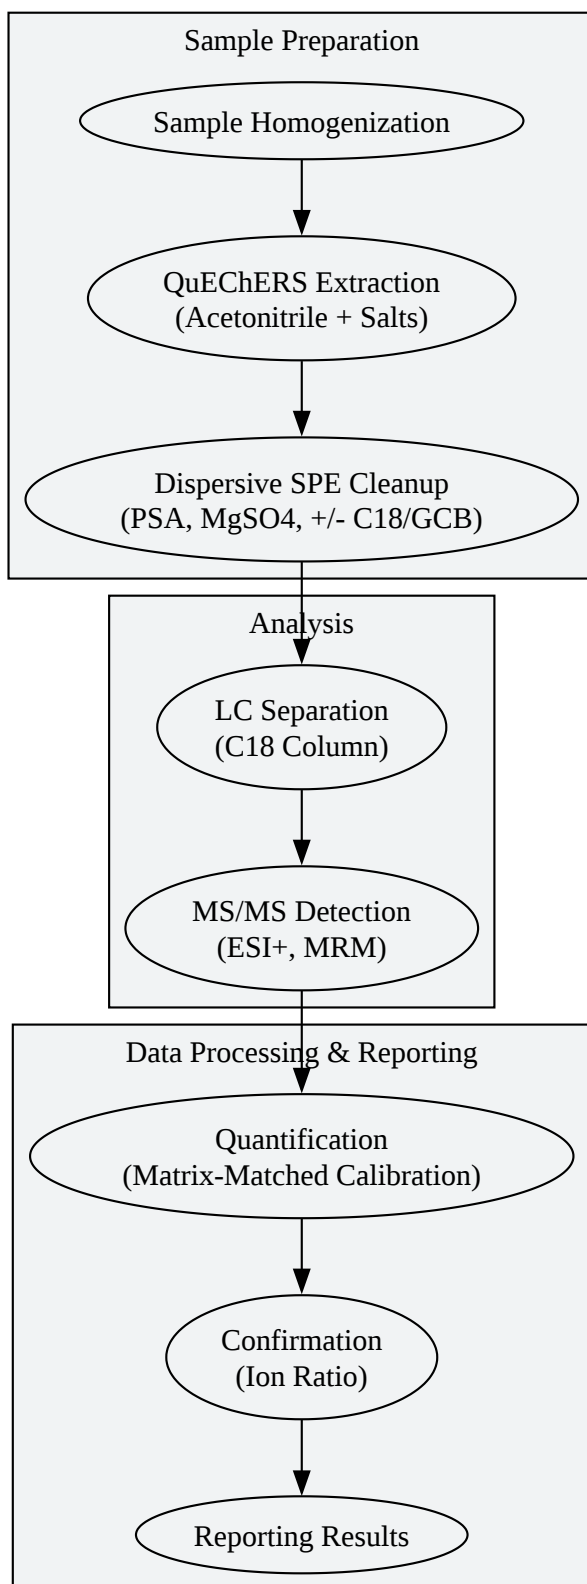 Sample Preparation
Sample Homogenization
QuEChERS Extraction
(Acetonitrile + Salts)
Dispersive SPE Cleanup
(PSA, MgSO4, +/- C18/GCB)
Analysis
LC Separation
(C18 Column)
MS/MS Detection
(ESI+, MRM)
Data Processing & Reporting
Quantification
(Matrix-Matched Calibration)
Confirmation
(Ion Ratio)
Reporting Results